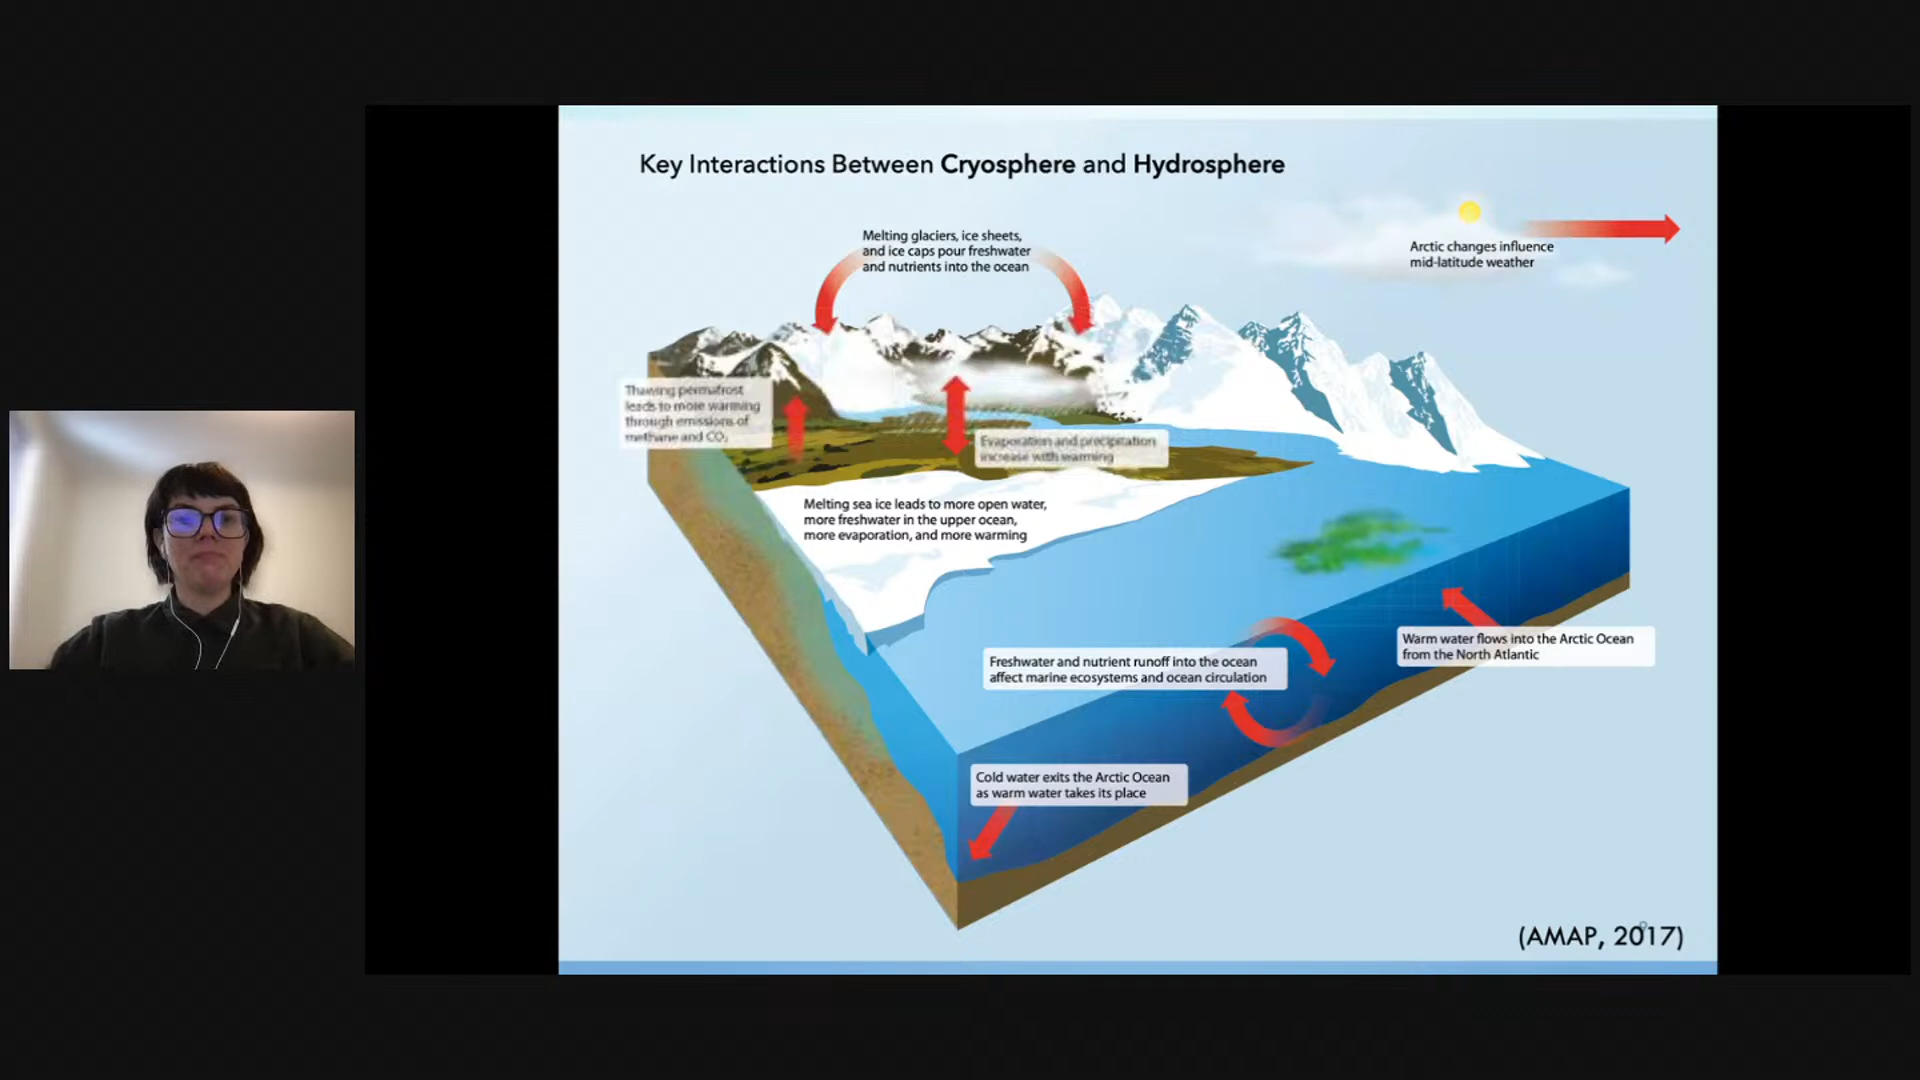 Key Interactions Between Cryosphere and Hydrosphere
Melting glaciers, ice sheets,
and ice caps pour freshwater
and nutrients into the ocean
Arctic changes influence
mid-latitude weather
Thawing permafrost
leads to more warming
through emissions of
methane and CO₂
Evaporation and precipitation
increase with warming
Melting sea ice leads to more open water,
more freshwater in the upper ocean,
more evaporation, and more warming
Warm water flows into the Arctic Ocean
from the North Atlantic
Freshwater and nutrient runoff into the ocean
affect marine ecosystems and ocean circulation
Cold water exits the Arctic Ocean
as warm water takes its place
(AMAP, 2017)